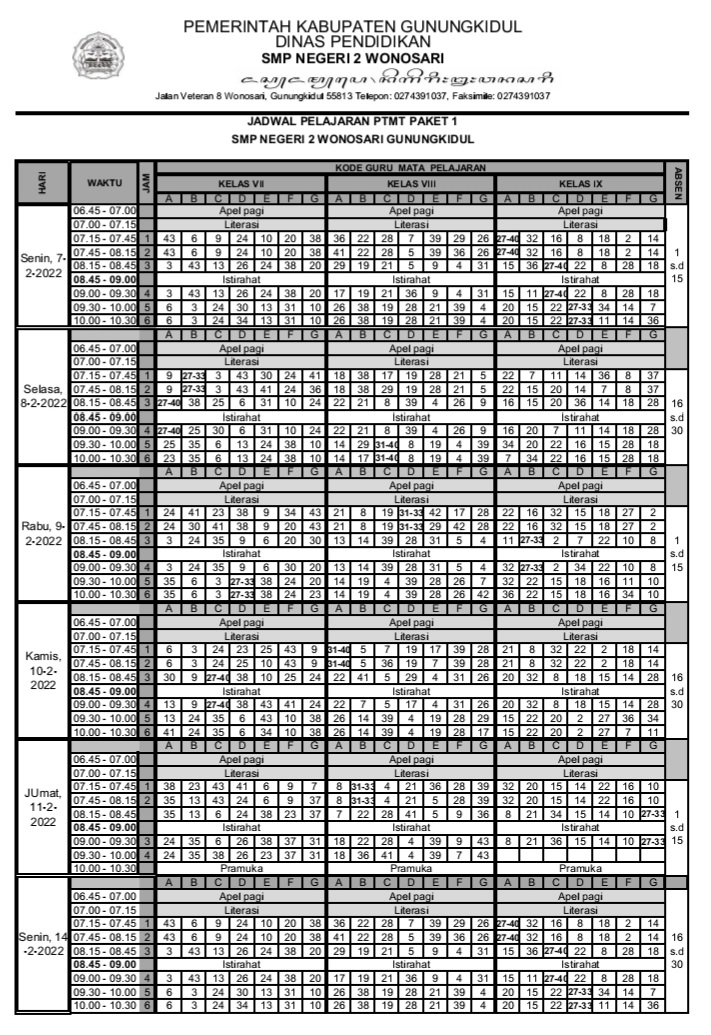 PEMERINTAH KABUPATEN GUNUNGKIDUL
DINAS PENDIDIKAN
SMP NEGERI 2 WONOSARI
Jalan Veteran 8 Wonosari, Gunungkidul 55813 Telepon: 0274391037, Faksimile: 0274391037
JADWAL PELAJARAN PTMT PAKET 1
SMP NEGERI 2 WONOSARI GUNUNGKIDUL
HARI WAKTU JAM KODE GURU MATA PELAJARAN ABSEN
KELAS VII KELAS VIII KELAS IX
A B C D E F G A B C D E F G A B C D E F G
Senin, 7-2-2022
1 s.d 15
06.45 - 07.00 Apel pagi Apel pagi Apel pagi
07.00 - 07.15 Literasi Literasi Literasi
07.15 - 07.45 1 43 6 9 24 10 20 38 36 22 28 7 39 29 26 27-40 32 16 8 18 2 14
07.45 - 08.15 2 43 6 9 24 10 20 38 41 22 28 5 39 36 26 27-40 32 16 8 18 2 14
08.15 - 08.45 3 3 43 13 26 24 38 20 29 19 21 5 9 4 31 15 36 27-40 22 8 28 18
08.45 - 09.00 Istirahat Istirahat Istirahat
09.00 - 09.30 4 3 43 13 26 24 38 20 17 19 21 36 9 4 31 15 11 27-40 22 8 28 18
09.30 - 10.00 5 6 3 24 30 13 31 10 26 38 19 28 21 39 4 20 15 22 27-33 34 14 7
10.00 - 10.30 6 6 3 24 34 13 31 10 26 38 19 28 21 39 4 20 15 22 27-33 11 14 36
A B C D E F G A B C D E F G A B C D E F G
Selasa, 8-2-2022
16 s.d 30
06.45 - 07.00 Apel pagi Apel pagi Apel pagi
07.00 - 07.15 Literasi Literasi Literasi
07.15 - 07.45 1 9 27-33 3 43 30 24 41 18 38 17 19 28 21 5 22 7 11 14 36 8 37
07.45 - 08.15 2 9 27-33 3 43 41 24 36 18 38 29 19 28 21 5 22 15 20 14 7 8 37
08.15 - 08.45 3 27-40 38 25 6 31 10 24 22 21 8 39 4 26 9 16 15 20 36 14 18 28
08.45 - 09.00 Istirahat Istirahat Istirahat
09.00 - 09.30 4 27-40 25 30 6 31 10 24 22 21 8 39 4 26 9 16 20 7 11 14 18 28
09.30 - 10.00 5 25 35 6 13 24 38 10 14 29 31-40 8 19 4 39 34 20 22 16 15 28 18
10.00 - 10.30 6 23 35 6 13 24 38 10 14 17 31-40 8 19 4 39 7 34 22 16 15 28 18
A B C D E F G A B C D E F G A B C D E F G
Rabu, 9-2-2022
1 s.d 15
06.45 - 07.00 Apel pagi Apel pagi Apel pagi
07.00 - 07.15 Literasi Literasi Literasi
07.15 - 07.45 1 24 41 23 38 9 34 43 21 8 19 31-33 42 17 28 22 16 32 15 18 27 2
07.45 - 08.15 2 24 30 41 38 9 20 43 21 8 19 31-33 29 42 28 22 16 32 15 18 27 2
08.15 - 08.45 3 3 24 35 9 6 20 30 13 14 39 28 31 5 4 11 27-33 2 7 22 10 8
08.45 - 09.00 Istirahat Istirahat Istirahat
09.00 - 09.30 4 3 24 35 9 6 30 20 13 14 39 28 31 5 4 32 27-33 2 34 22 10 8
09.30 - 10.00 5 35 6 3 27-33 38 24 20 14 19 4 39 28 26 7 32 22 15 18 16 11 10
10.00 - 10.30 6 35 6 3 27-33 38 24 23 14 19 4 39 28 26 42 36 22 15 18 16 34 10
A B C D E F G A B C D E F G A B C D E F G
Kamis, 10-2-2022
16 s.d 30
06.45 - 07.00 Apel pagi Apel pagi Apel pagi
07.00 - 07.15 Literasi Literasi Literasi
07.15 - 07.45 1 6 3 24 23 25 43 9 31-40 5 7 19 17 39 28 21 8 32 22 2 18 14
07.45 - 08.15 2 6 3 24 25 10 43 9 31-40 5 36 19 7 39 28 21 8 32 22 2 18 14
08.15 - 08.45 3 30 9 27-40 38 10 25 24 22 41 5 29 4 31 26 20 32 8 18 15 14 28
08.45 - 09.00 Istirahat Istirahat Istirahat
09.00 - 09.30 4 13 9 27-40 38 43 41 24 22 7 5 17 4 31 26 20 32 8 18 15 14 28
09.30 - 10.00 5 13 24 35 6 43 10 38 26 14 39 4 19 28 29 15 22 20 2 27 36 34
10.00 - 10.30 6 41 24 35 6 34 10 38 26 14 39 4 19 28 17 15 22 20 2 27 7 11
A B C D E F G A B C D E F G A B C D E F G
JUmat, 11-2-2022
1 s.d 15
06.45 - 07.00 Apel pagi Apel pagi Apel pagi
07.00 - 07.15 Literasi Literasi Literasi
07.15 - 07.45 1 38 23 43 41 6 9 7 8 31-33 4 21 36 28 39 32 20 15 14 22 16 10
07.45 - 08.15 2 35 13 43 24 6 9 37 8 31-33 4 21 5 28 39 32 20 15 14 22 16 10
08.15 - 08.45 35 13 6 24 38 23 37 7 22 28 41 5 9 36 8 21 34 15 14 10 27-33
08.45 - 09.00 Istirahat Istirahat Istirahat
09.00 - 09.30 3 24 35 6 26 38 37 31 18 22 28 4 39 9 43 8 21 36 15 14 10 27-33
09.30 - 10.00 4 24 35 38 26 23 37 31 18 36 41 4 39 7 43
10.00 - 10.30 Pramuka Pramuka Pramuka
A B C D E F G A B C D E F G A B C D E F G
Senin, 14-2-2022
16 s.d 30
06.45 - 07.00 Apel pagi Apel pagi Apel pagi
07.00 - 07.15 Literasi Literasi Literasi
07.15 - 07.45 1 43 6 9 24 10 20 38 36 22 28 7 39 29 26 27-40 32 16 8 18 2 14
07.45 - 08.15 2 43 6 9 24 10 20 38 41 22 28 5 39 36 26 27-40 32 16 8 18 2 14
08.15 - 08.45 3 3 43 13 26 24 38 20 29 19 21 5 9 4 31 15 36 27-40 22 8 28 18
08.45 - 09.00 Istirahat Istirahat Istirahat
09.00 - 09.30 4 3 43 13 26 24 38 20 17 19 21 36 9 4 31 15 11 27-40 22 8 28 18
09.30 - 10.00 5 6 3 24 30 13 31 10 26 38 19 28 21 39 4 20 15 22 27-33 34 14 7
10.00 - 10.30 6 6 3 24 34 13 31 10 26 38 19 28 21 39 4 20 15 22 27-33 11 14 36